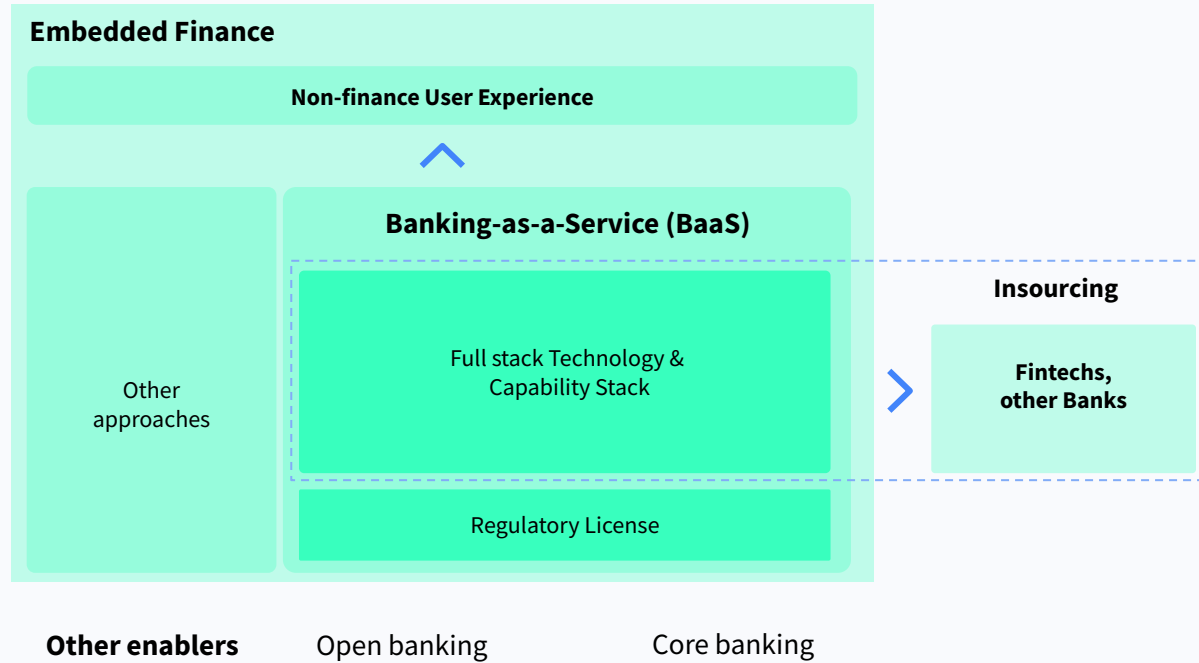 Embedded Finance
Non-finance User Experience
Banking-as-a-Service (BaaS)
Other
approaches
Full stack Technology &
Capability Stack
Regulatory License
Insourcing
Fintechs,
other Banks
Other enablers
Open banking
Core banking